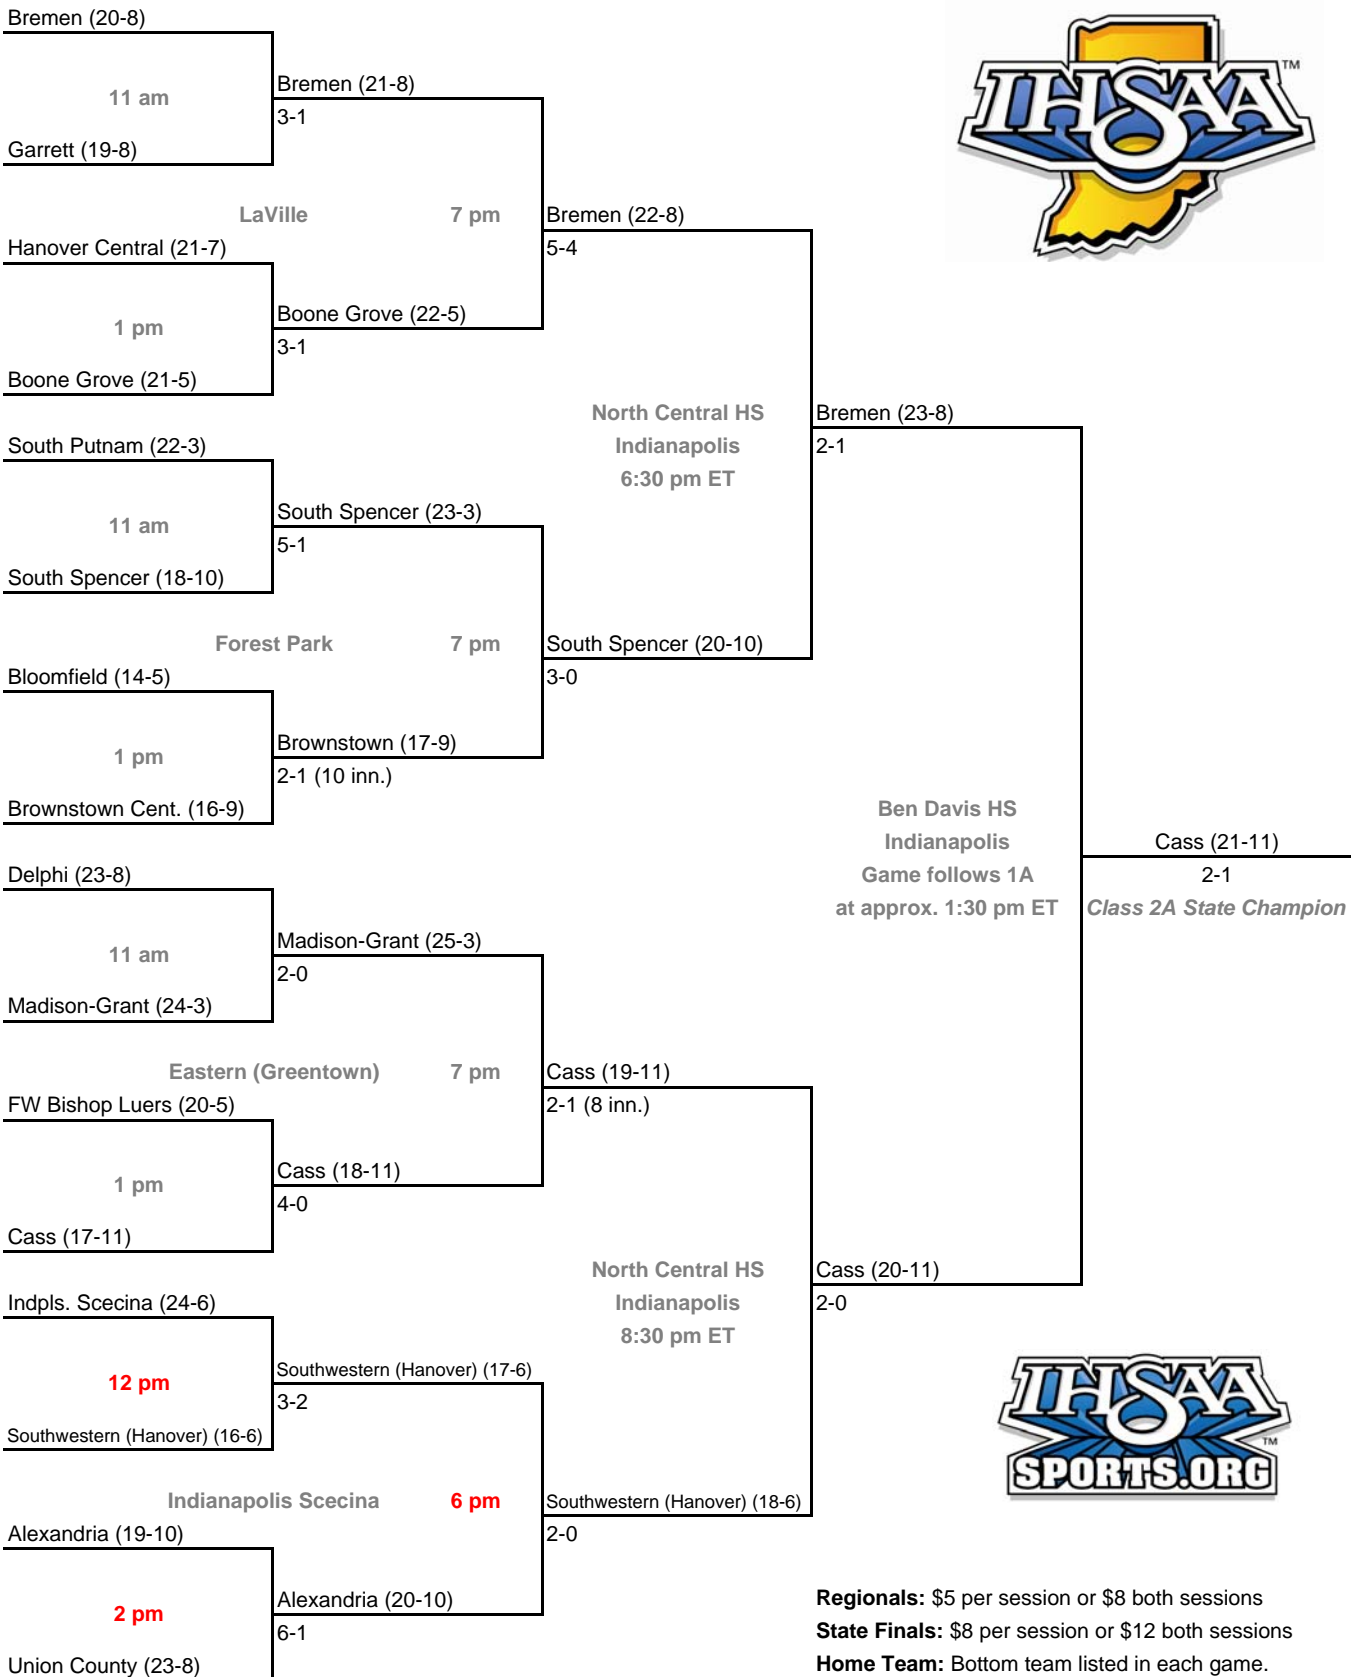 Bremen (20-8)
11 am
Garrett (19-8)
Bremen (21-8)
3-1
LaVille 7 pm
Hanover Central (21-7)
1 pm
Boone Grove (21-5)
Boone Grove (22-5)
3-1
Bremen (22-8)
5-4
South Putnam (22-3)
11 am
South Spencer (18-10)
South Spencer (23-3)
5-1
Forest Park 7 pm
Bloomfield (14-5)
1 pm
Brownstown Cent. (16-9)
Brownstown (17-9)
2-1 (10 inn.)
South Spencer (20-10)
3-0
North Central HS
Indianapolis
6:30 pm ET
Bremen (23-8)
2-1
Delphi (23-8)
11 am
Madison-Grant (24-3)
Madison-Grant (25-3)
2-0
Eastern (Greentown) 7 pm
FW Bishop Luers (20-5)
1 pm
Cass (17-11)
Cass (18-11)
4-0
Cass (19-11)
2-1 (8 inn.)
Indpls. Scecina (24-6)
12 pm
Southwestern (Hanover) (16-6)
Southwestern (Hanover) (17-6)
3-2
Indianapolis Scecina 6 pm
Alexandria (19-10)
2 pm
Union County (23-8)
Alexandria (20-10)
6-1
Southwestern (Hanover) (18-6)
2-0
North Central HS
Indianapolis
8:30 pm ET
Cass (20-11)
2-0
Ben Davis HS
Indianapolis
Game follows 1A
at approx. 1:30 pm ET
Cass (21-11)
2-1
Class 2A State Champion
IHSAA TM
IHSAA TM
SPORTS.ORG
Regionals: $5 per session or $8 both sessions
State Finals: $8 per session or $12 both sessions
Home Team: Bottom team listed in each game.